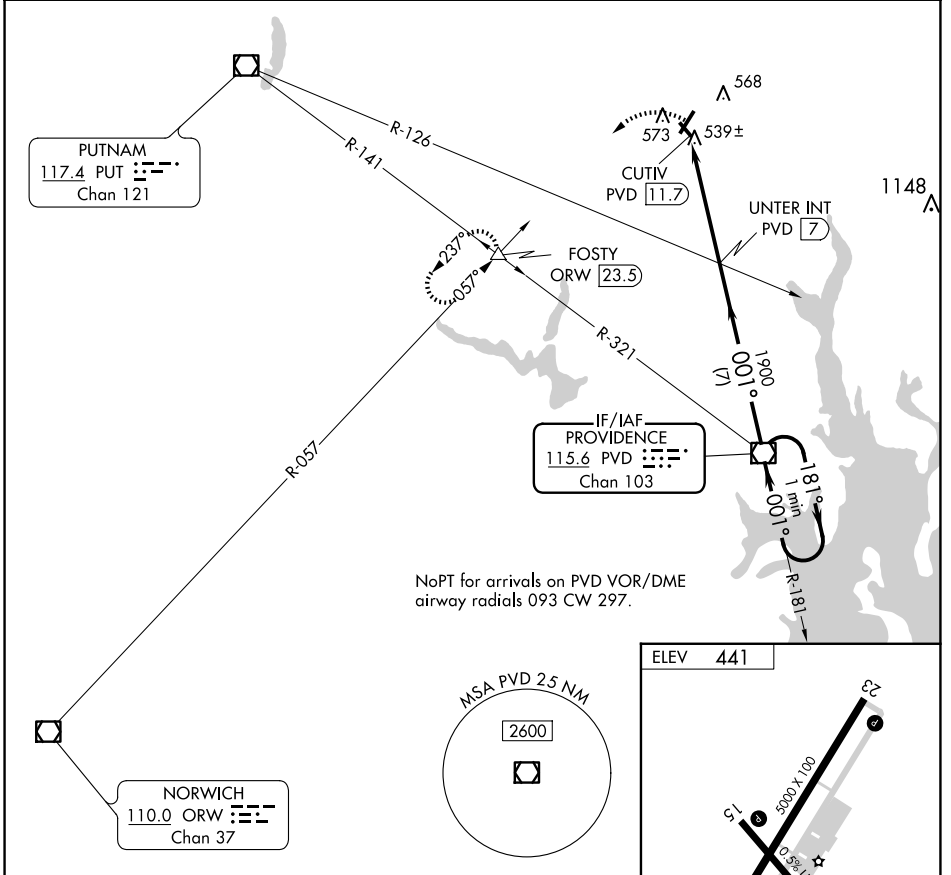 568
573
539±
R-126
R-141
PUTNAM
117.4 PUT
Chan 121
CUTIV
PVD 11.7
1148
UNTER INT
PVD 7
237°
057°
FOSTY
ORW 23.5
R-321
1900
001°
(7)
IF/IAF
PROVIDENCE
115.6 PVD
Chan 103
181°
1 min
001°
R-181
R-057
NoPT for arrivals on PVD VOR/DME
airway radials 093 CW 297.
MSA PVD 25 NM
2600
NORWICH
110.0 ORW
Chan 37
ELEV 441
23
P
5000 X 100
15
P
0.5%